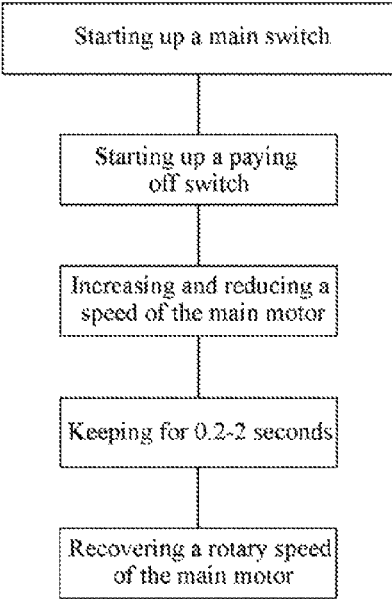 Starting up a main switch
Starting up a paying
off switch
Increasing and reducing a
speed of the main motor
Keeping for 0.2-2 seconds
Recovering a rotary speed
of the main motor